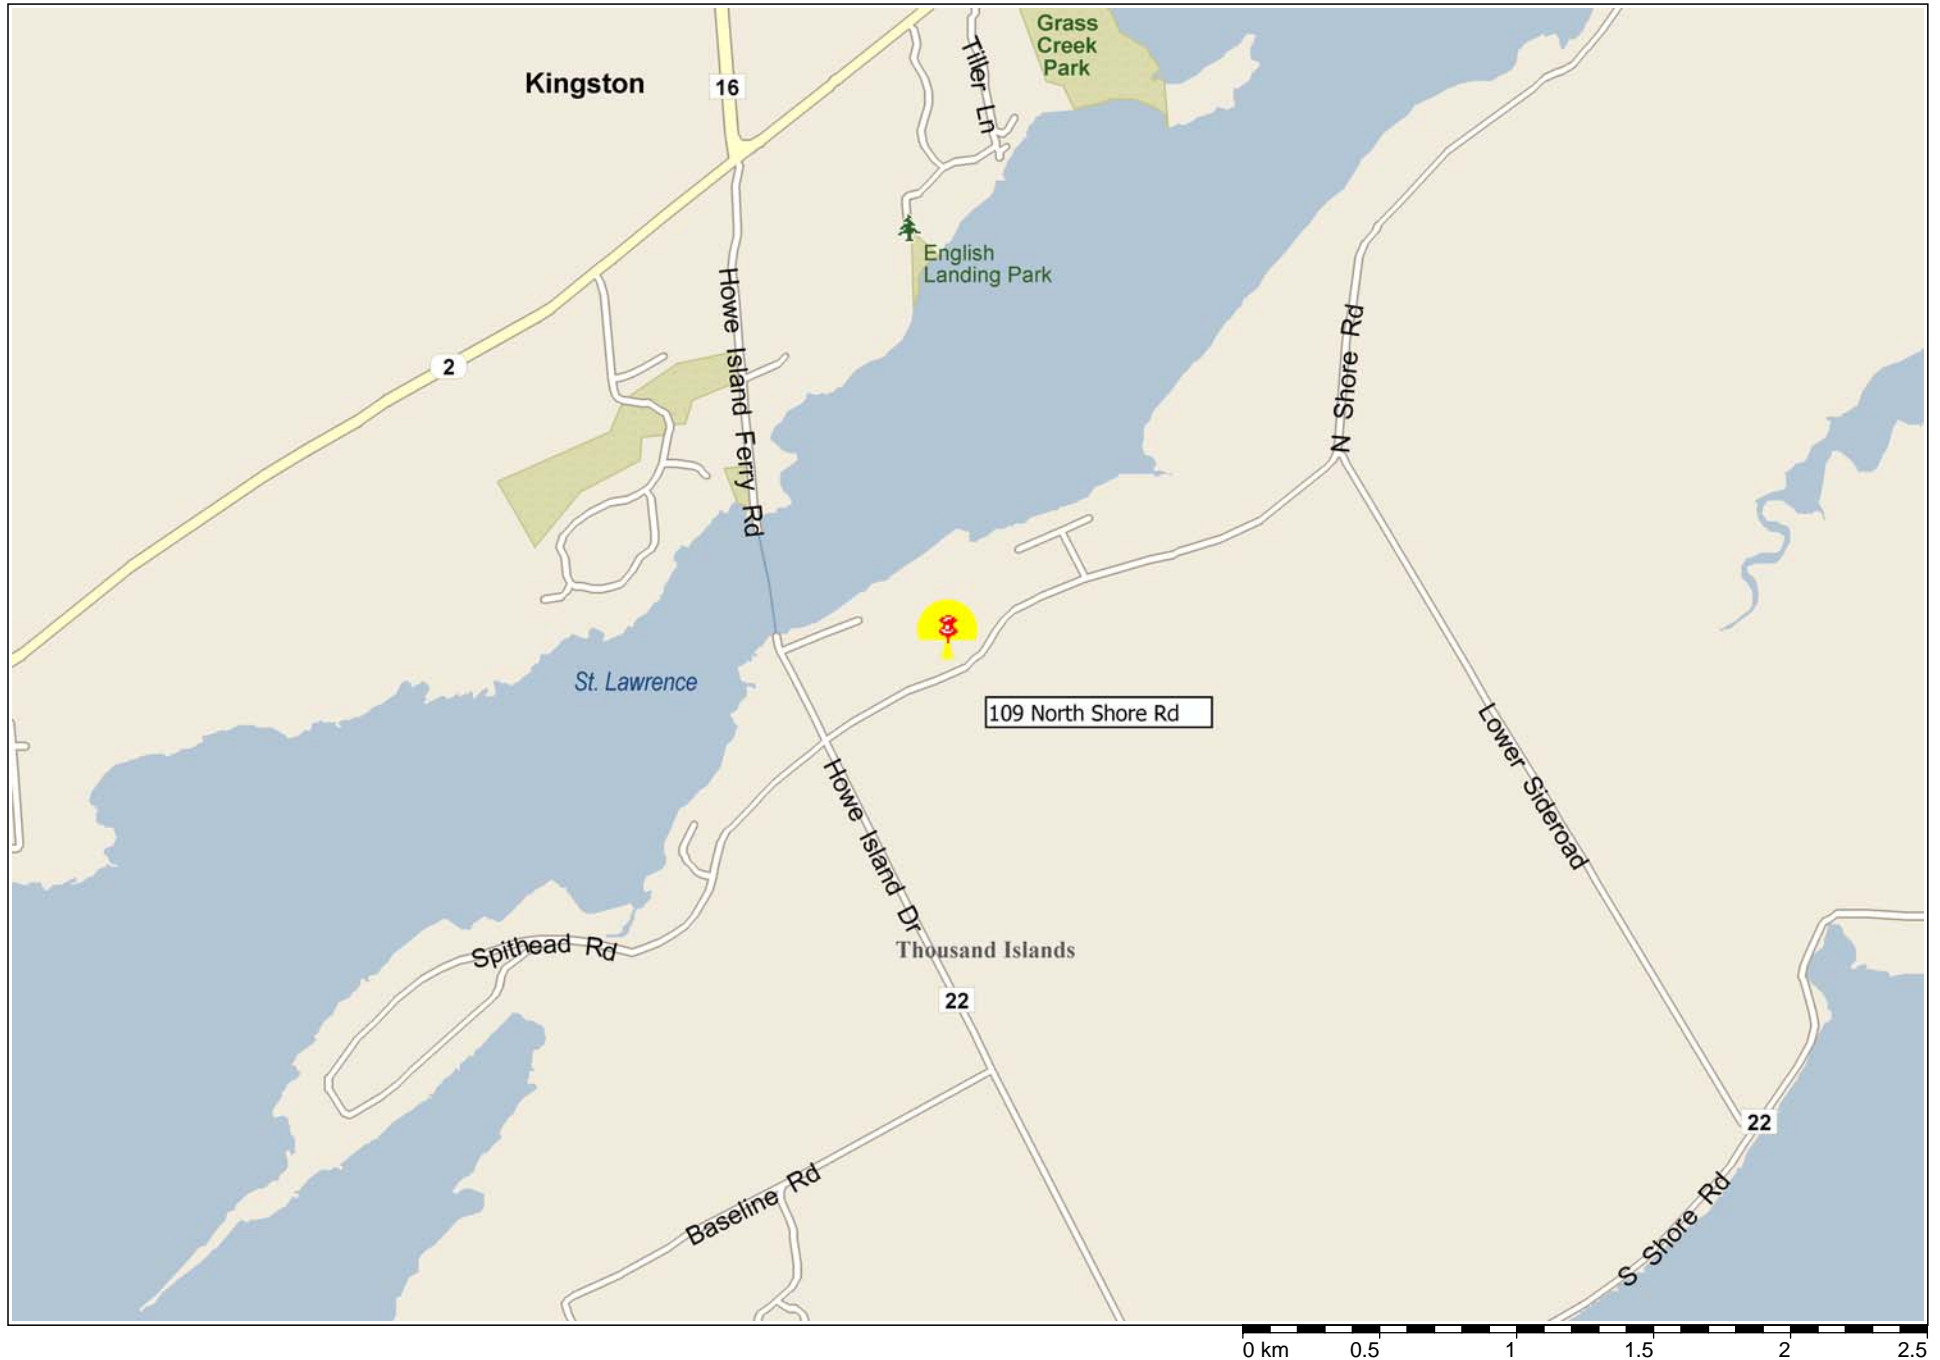 Grass
Creek
Park
Kingston
16
Tiller Ln
English
Landing Park
Howe Island Ferry Rd
N Shore Rd
2
St. Lawrence
109 North Shore Rd
Lower Sideroad
Howe Island Dr
Spithead Rd
Thousand Islands
22
22
Baseline Rd
S Shore Rd
0 km 0.5 1 1.5 2 2.5